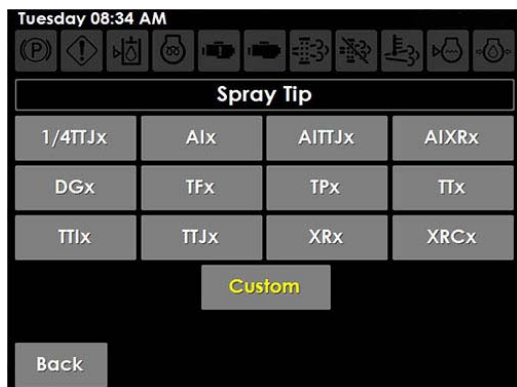 Tuesday 08:34 AM
(P)
Spray Tip
1/4TTJx AIx AITTJx AIXRx
DGx TFx TPx TTx
TTIx TTJx XRx XRCx
Custom
Back